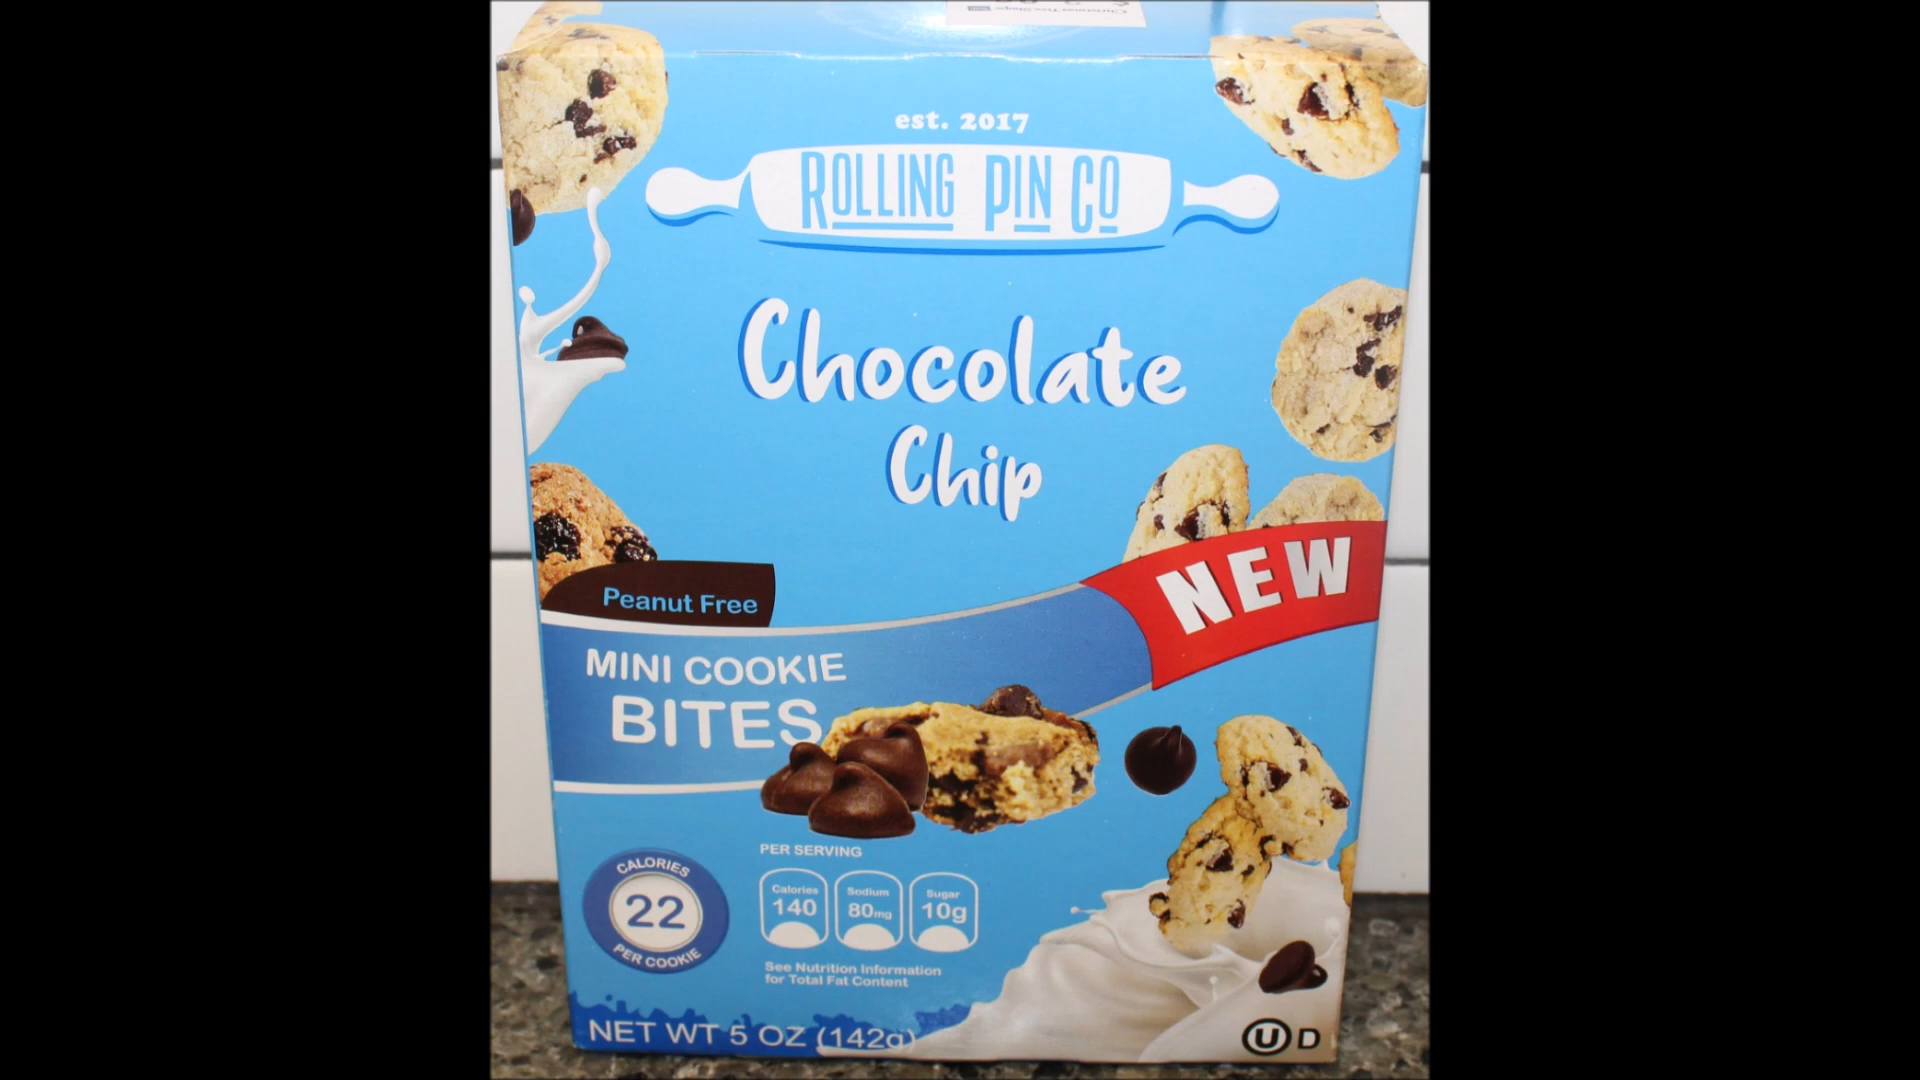 est. 2017
ROLLING PIN CO
Chocolate
Chip
NEW
Peanut Free
MINI COOKIE
BITES
PER SERVING
CALORIES
22
PER COOKIE
Calories
140
Sodium
80mg
Sugar
10g
See Nutrition Information
for Total Fat Content
NET WT 5 OZ (142g)
U D